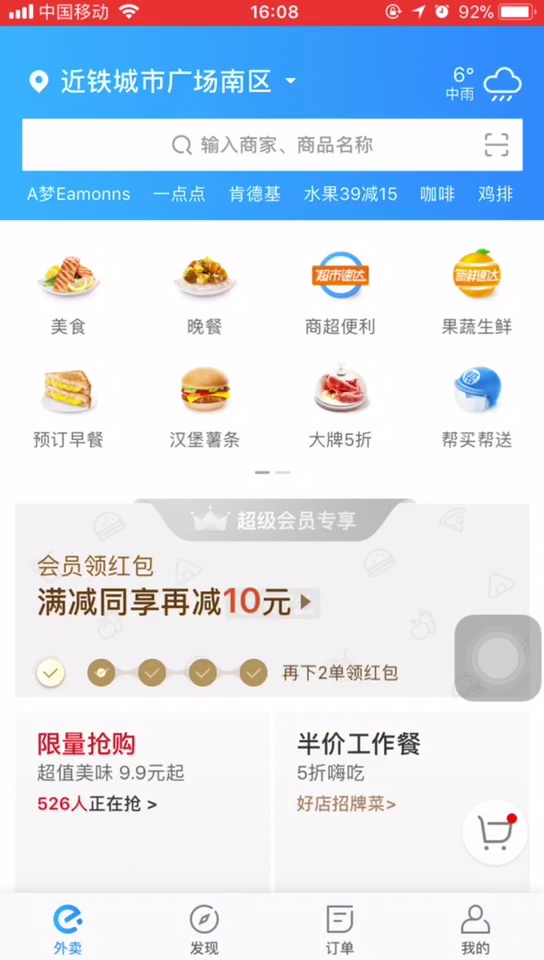 中国移动 16:08 92%
近铁城市广场南区 6°
中雨
输入商家、商品名称
A梦Eamonns 一点点 肯德基 水果39减15 咖啡 鸡排
超市速达 新鲜速达
美食 晚餐 商超便利 果蔬生鲜
预订早餐 汉堡薯条 大牌5折 帮买帮送
超级会员专享
会员领红包
满减同享再减10元
再下2单领红包
限量抢购 半价工作餐
超值美味 9.9元起 5折嗨吃
526人正在抢 > 好店招牌菜>
外卖 发现 订单 我的